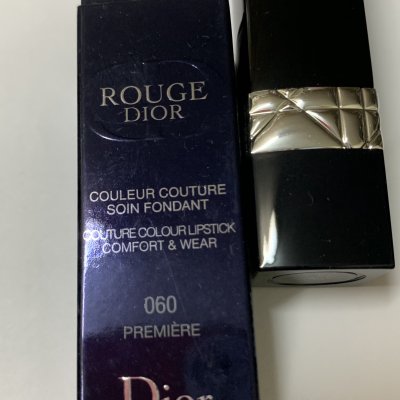 ROUGE
DIOR
COULEUR COUTURE
SOIN FONDANT
COUTURE COLOUR LIPSTICK
COMFORT & WEAR
060
PREMIÈRE
Dior